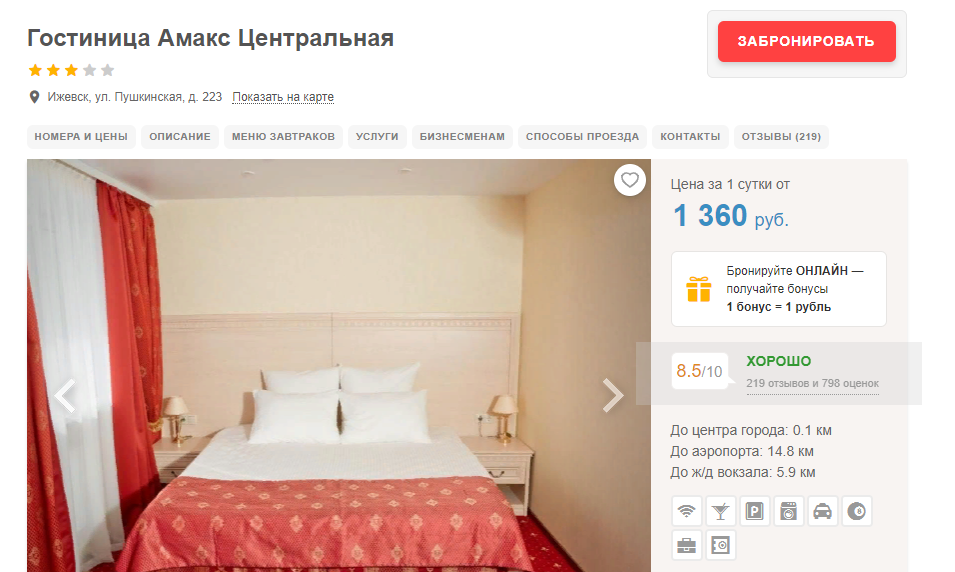 Гостиница Амакс Центральная
ЗАБРОНИРОВАТЬ
Ижевск, ул. Пушкинская, д. 223 Показать на карте
НОМЕРА И ЦЕНЫ ОПИСАНИЕ МЕНЮ ЗАВТРАКОВ УСЛУГИ БИЗНЕСМЕНАМ СПОСОБЫ ПРОЕЗДА КОНТАКТЫ ОТЗЫВЫ (219)
Цена за 1 сутки от
1 360 руб.
Бронируйте ОНЛАЙН —
получайте бонусы
1 бонус = 1 рубль
8.5/10
ХОРОШО
219 отзывов и 798 оценок
До центра города: 0.1 км
До аэропорта: 14.8 км
До ж/д вокзала: 5.9 км
P
8